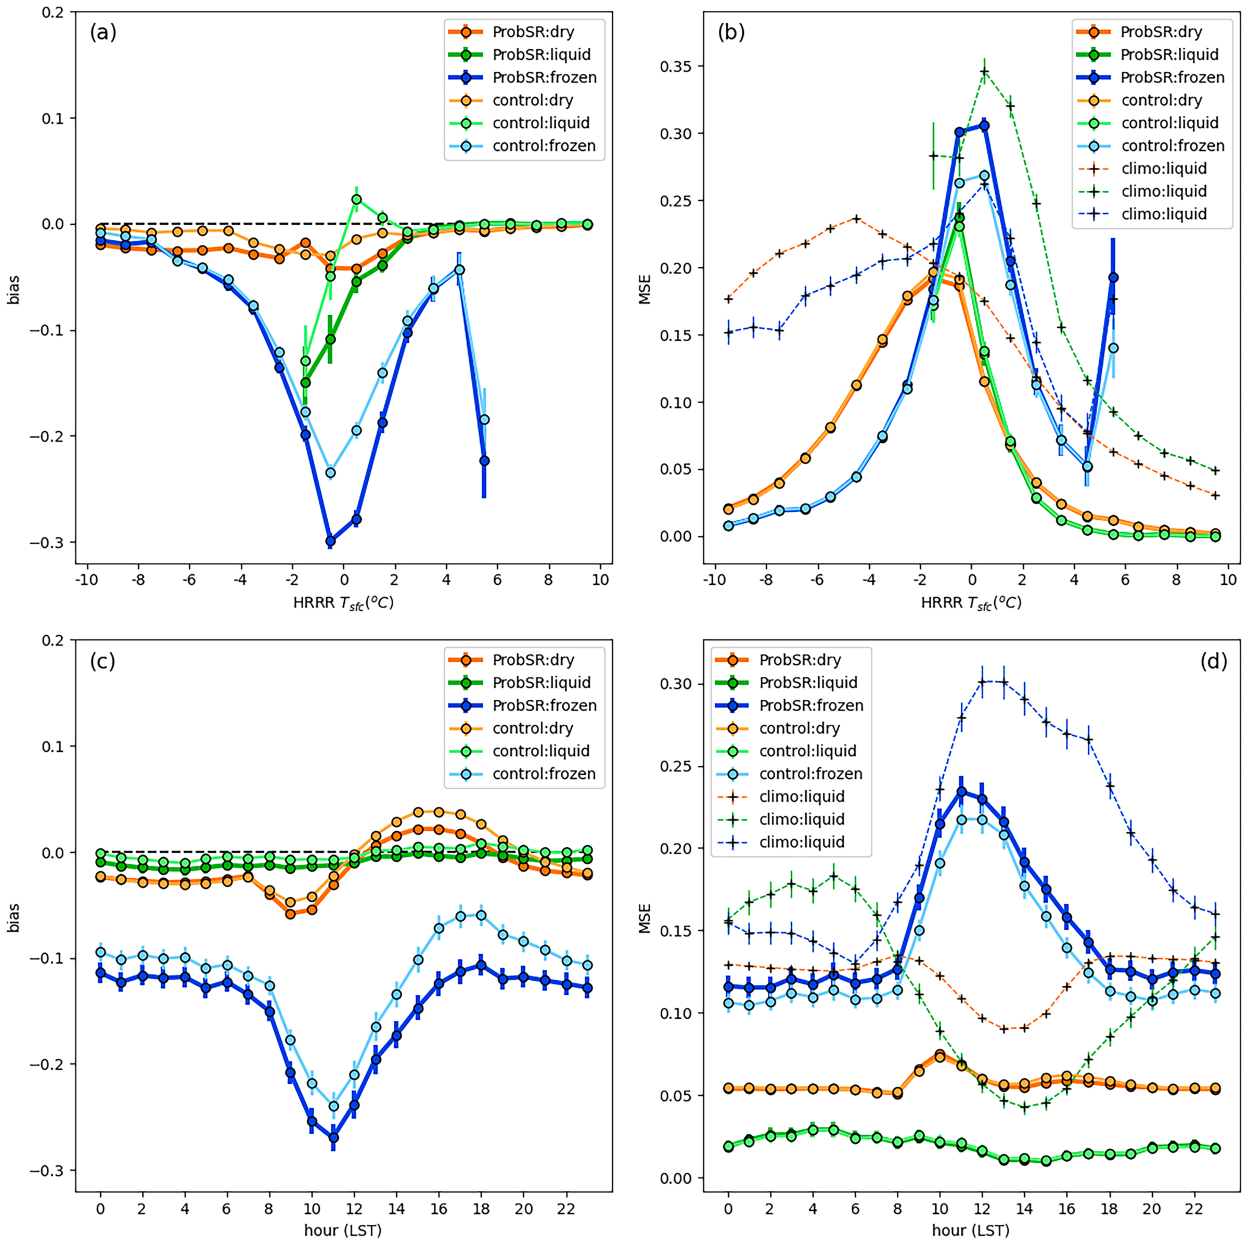 (a)
ProbSR:dry
ProbSR:liquid
ProbSR:frozen
control:dry
control:liquid
control:frozen
0.2
0.1
0.0
−0.1
−0.2
−0.3
bias
-10 -8 -6 -4 -2 0 2 4 6 8 10
HRRR T_sfc(°C)
(b)
ProbSR:dry
ProbSR:liquid
ProbSR:frozen
control:dry
control:liquid
control:frozen
climo:liquid
climo:liquid
climo:liquid
0.35
0.30
0.25
0.20
0.15
0.10
0.05
0.00
MSE
-10 -8 -6 -4 -2 0 2 4 6 8 10
HRRR T_sfc(°C)
(c)
ProbSR:dry
ProbSR:liquid
ProbSR:frozen
control:dry
control:liquid
control:frozen
0.2
0.1
0.0
−0.1
−0.2
−0.3
bias
0 2 4 6 8 10 12 14 16 18 20 22
hour (LST)
(d)
ProbSR:dry
ProbSR:liquid
ProbSR:frozen
control:dry
control:liquid
control:frozen
climo:liquid
climo:liquid
climo:liquid
0.30
0.25
0.20
0.15
0.10
0.05
0.00
MSE
0 2 4 6 8 10 12 14 16 18 20 22
hour (LST)